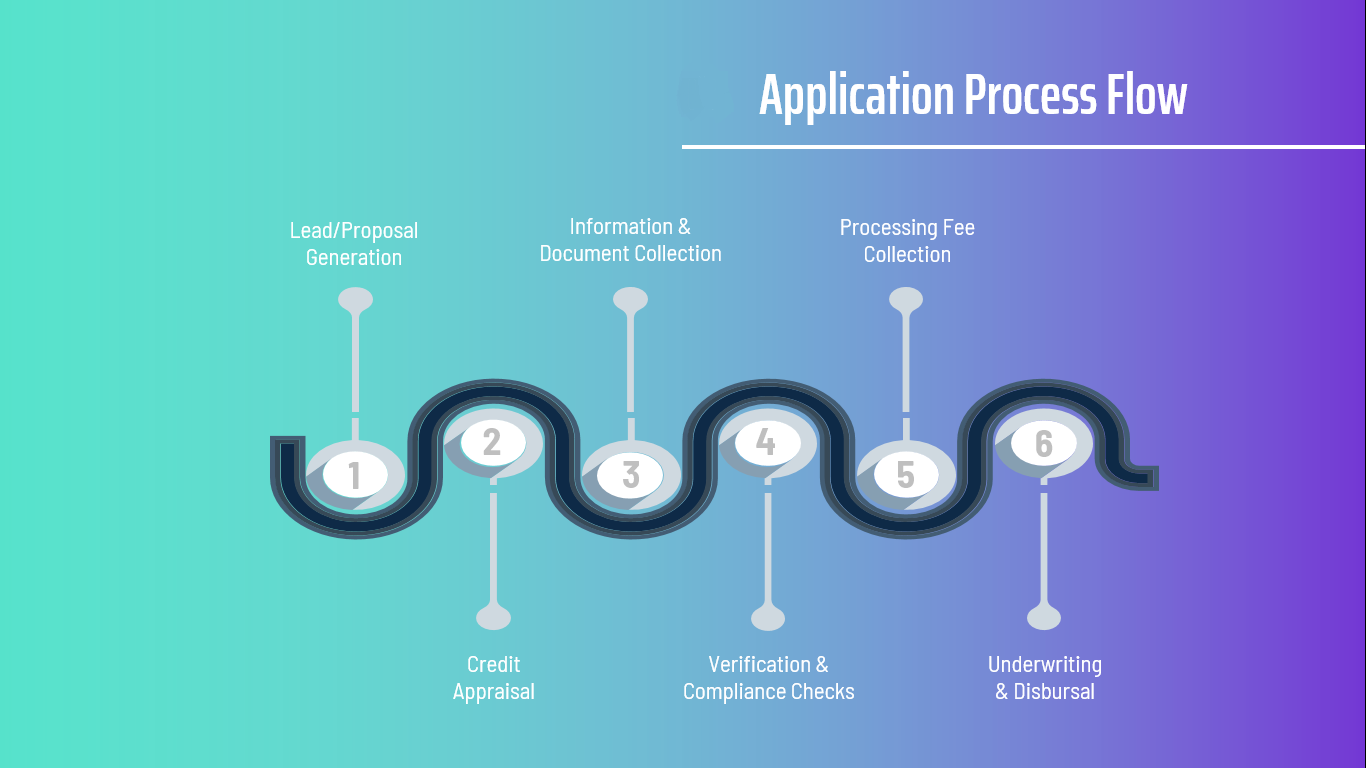 Application Process Flow
Lead/Proposal
Generation
Information &
Document Collection
Processing Fee
Collection
1
2
3
4
5
6
Credit
Appraisal
Verification &
Compliance Checks
Underwriting
& Disbursal